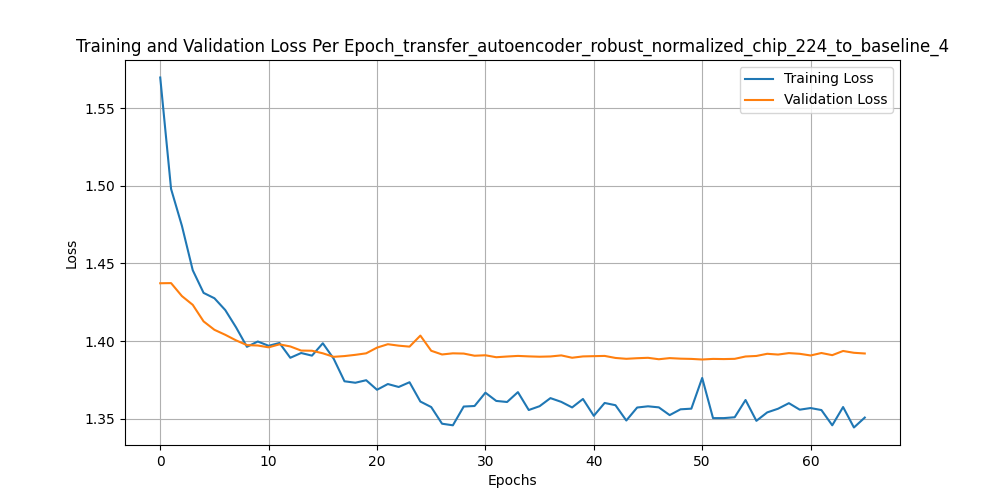 Training and Validation Loss Per Epoch_transfer_autoencoder_robust_normalized_chip_224_to_baseline_4
Training Loss
Validation Loss
1.55
1.50
1.45
1.40
1.35
Loss
0 10 20 30 40 50 60
Epochs